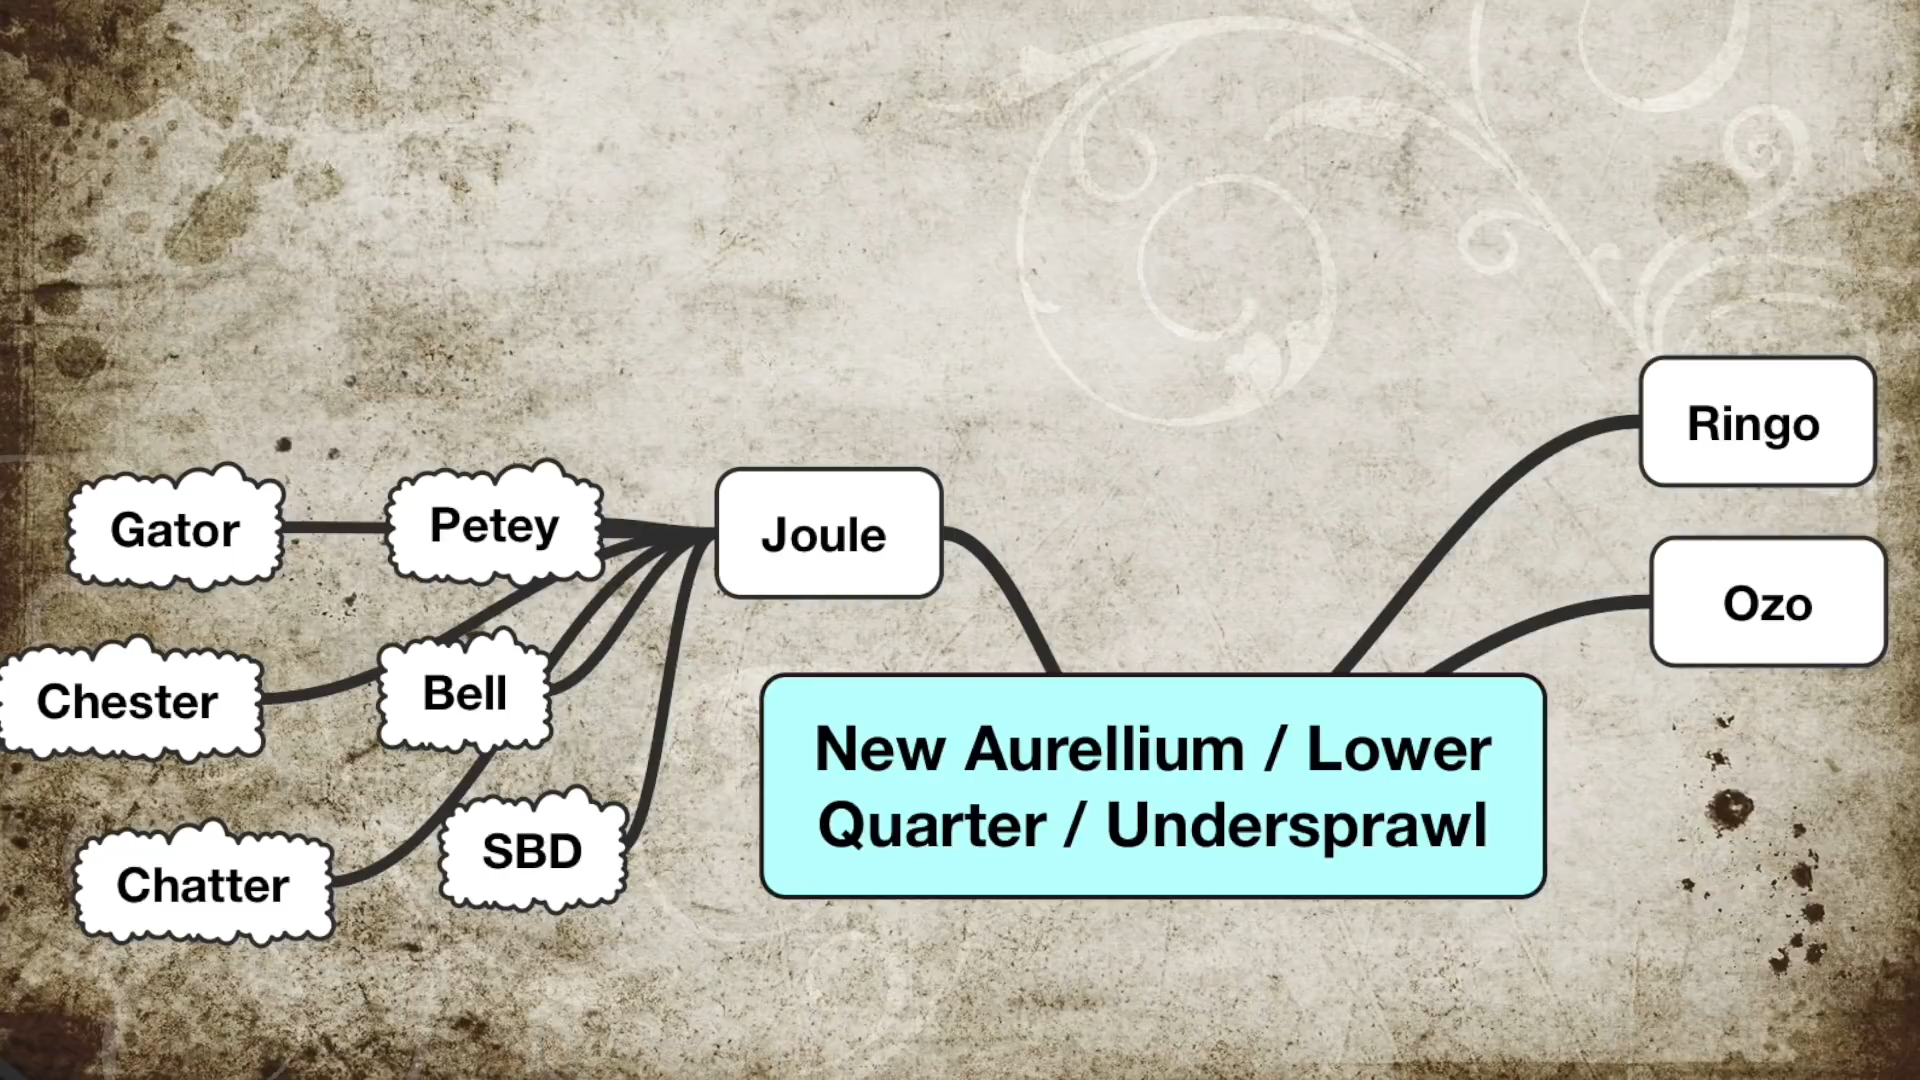 Ringo
Gator
Petey
Joule
Ozo
Chester
Bell
New Aurellium / Lower
Quarter / Undersprawl
Chatter
SBD